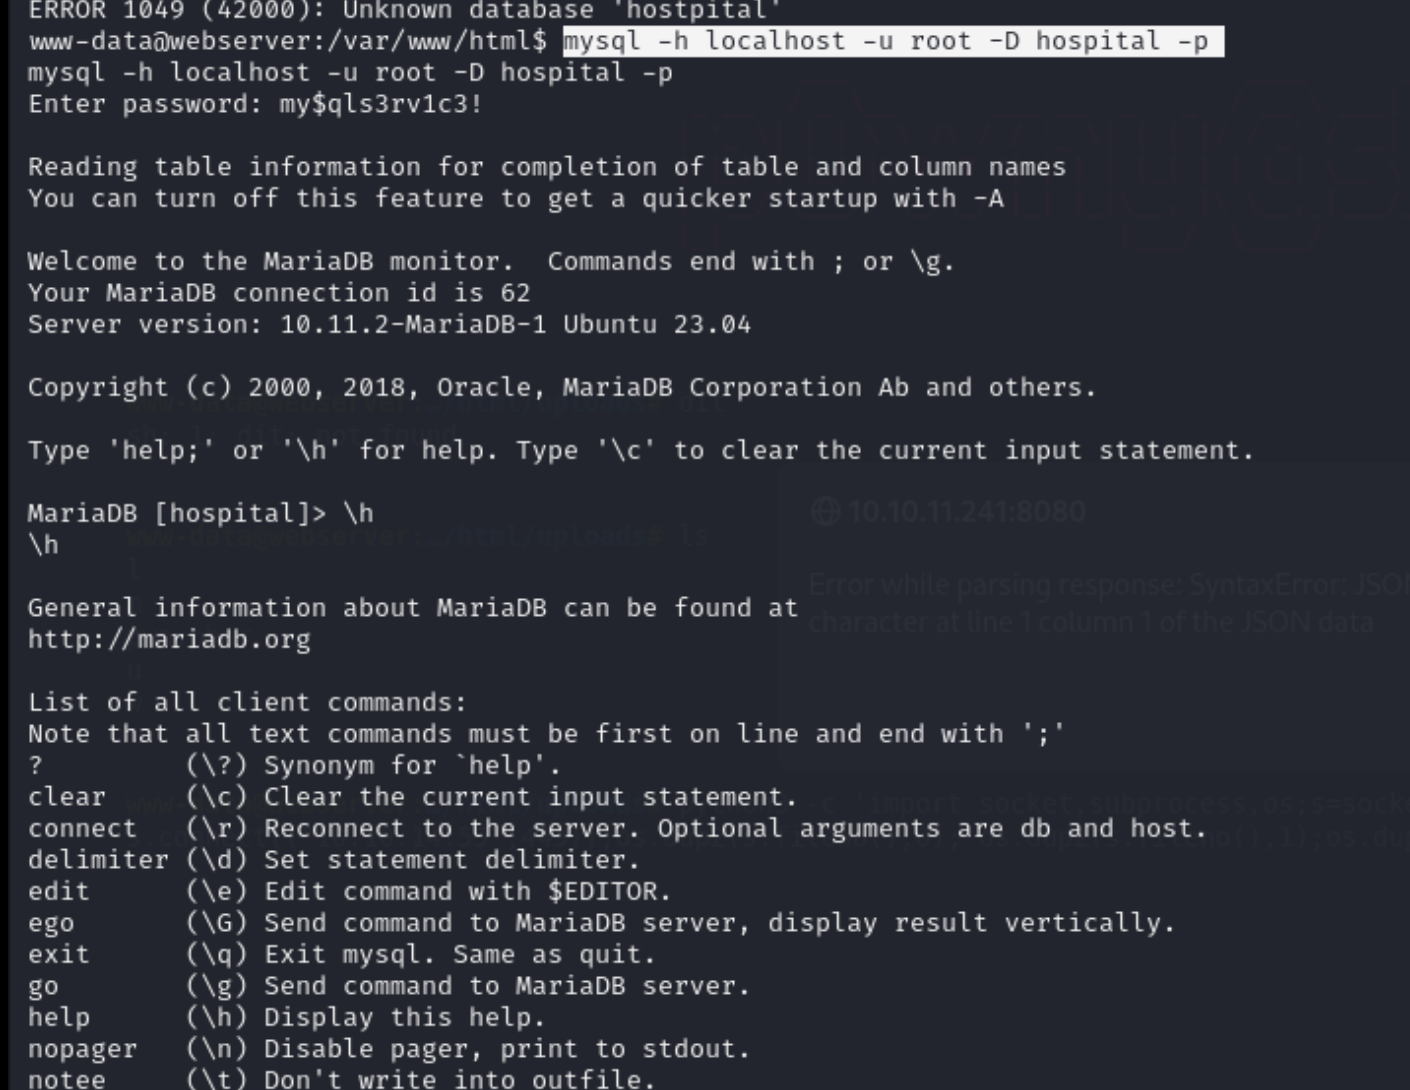 ERROR 1049 (42000): Unknown database 'hostpital'
www-data@webserver:/var/www/html$ mysql -h localhost -u root -D hospital -p
mysql -h localhost -u root -D hospital -p
Enter password: my$qls3rv1c3!
Reading table information for completion of table and column names
You can turn off this feature to get a quicker startup with -A
Welcome to the MariaDB monitor.  Commands end with ; or \g.
Your MariaDB connection id is 62
Server version: 10.11.2-MariaDB-1 Ubuntu 23.04
Copyright (c) 2000, 2018, Oracle, MariaDB Corporation Ab and others.
Type 'help;' or '\h' for help. Type '\c' to clear the current input statement.
MariaDB [hospital]> \h
\h
10.10.11.241:8080
www-data@webserver:…/html/uploads# ls
Error while parsing response: SyntaxError: JSO
character at line 1 column 1 of the JSON data
General information about MariaDB can be found at
http://mariadb.org
List of all client commands:
Note that all text commands must be first on line and end with ';'
?         (\?) Synonym for `help'.
clear     (\c) Clear the current input statement.
connect   (\r) Reconnect to the server. Optional arguments are db and host.
delimiter (\d) Set statement delimiter.
edit      (\e) Edit command with $EDITOR.
ego       (\G) Send command to MariaDB server, display result vertically.
exit      (\q) Exit mysql. Same as quit.
go        (\g) Send command to MariaDB server.
help      (\h) Display this help.
nopager   (\n) Disable pager, print to stdout.
notee     (\t) Don't write into outfile.